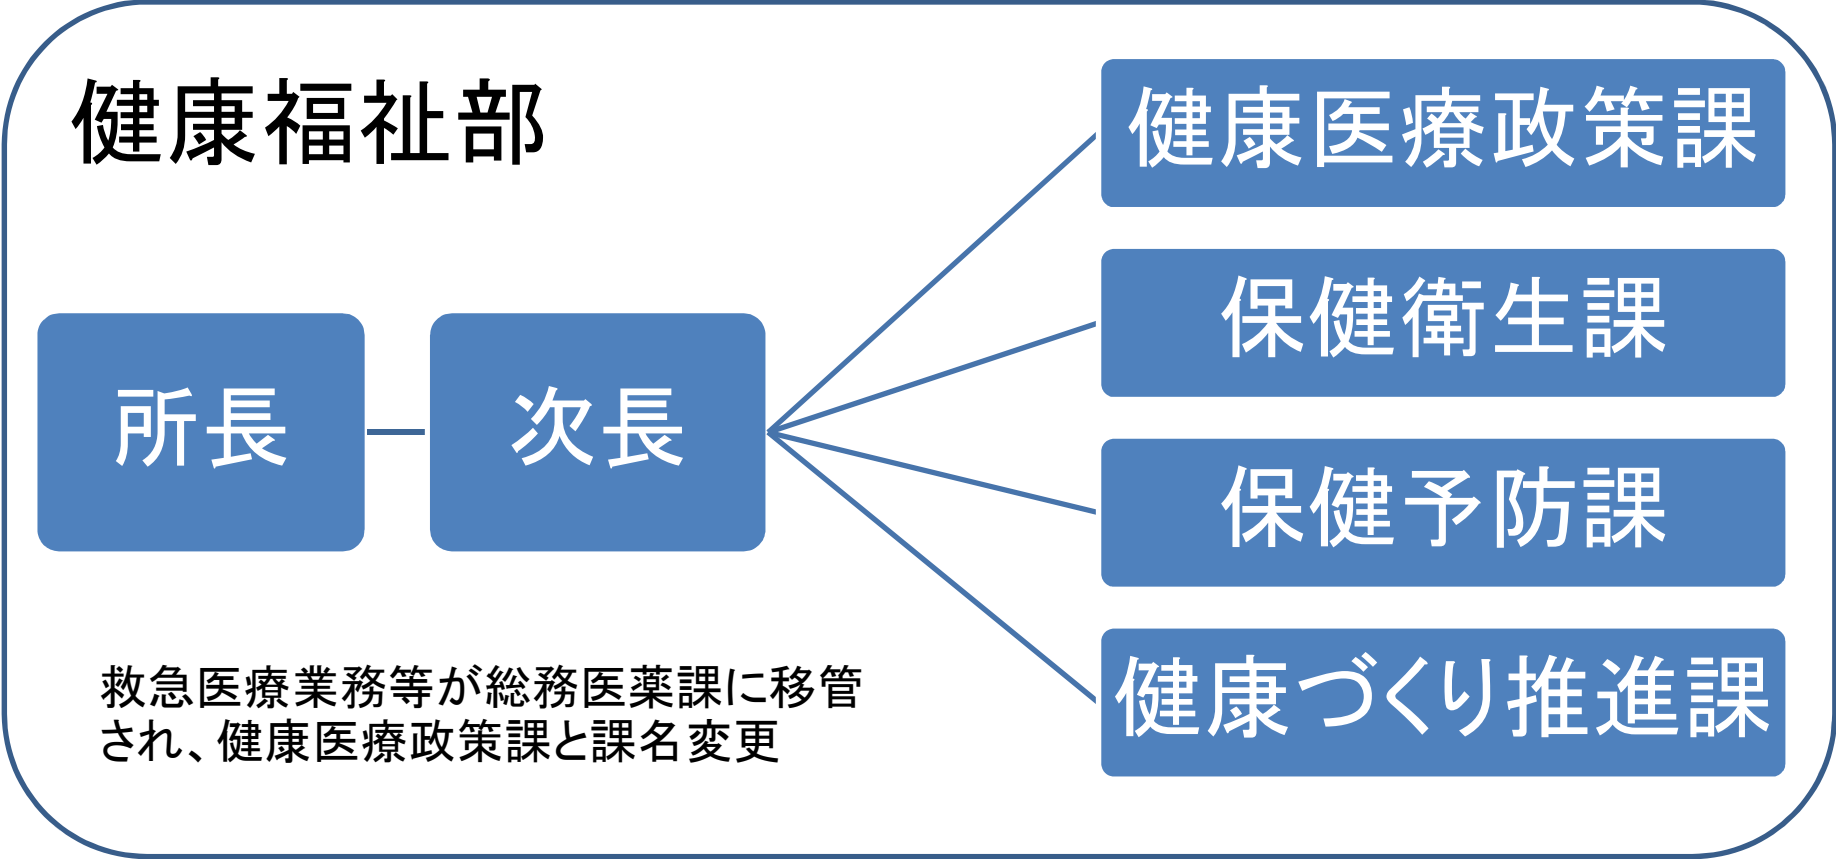 健康福祉部
所長
次長
健康医療政策課
保健衛生課
保健予防課
健康づくり推進課
救急医療業務等が総務医薬課に移管
され、健康医療政策課と課名変更